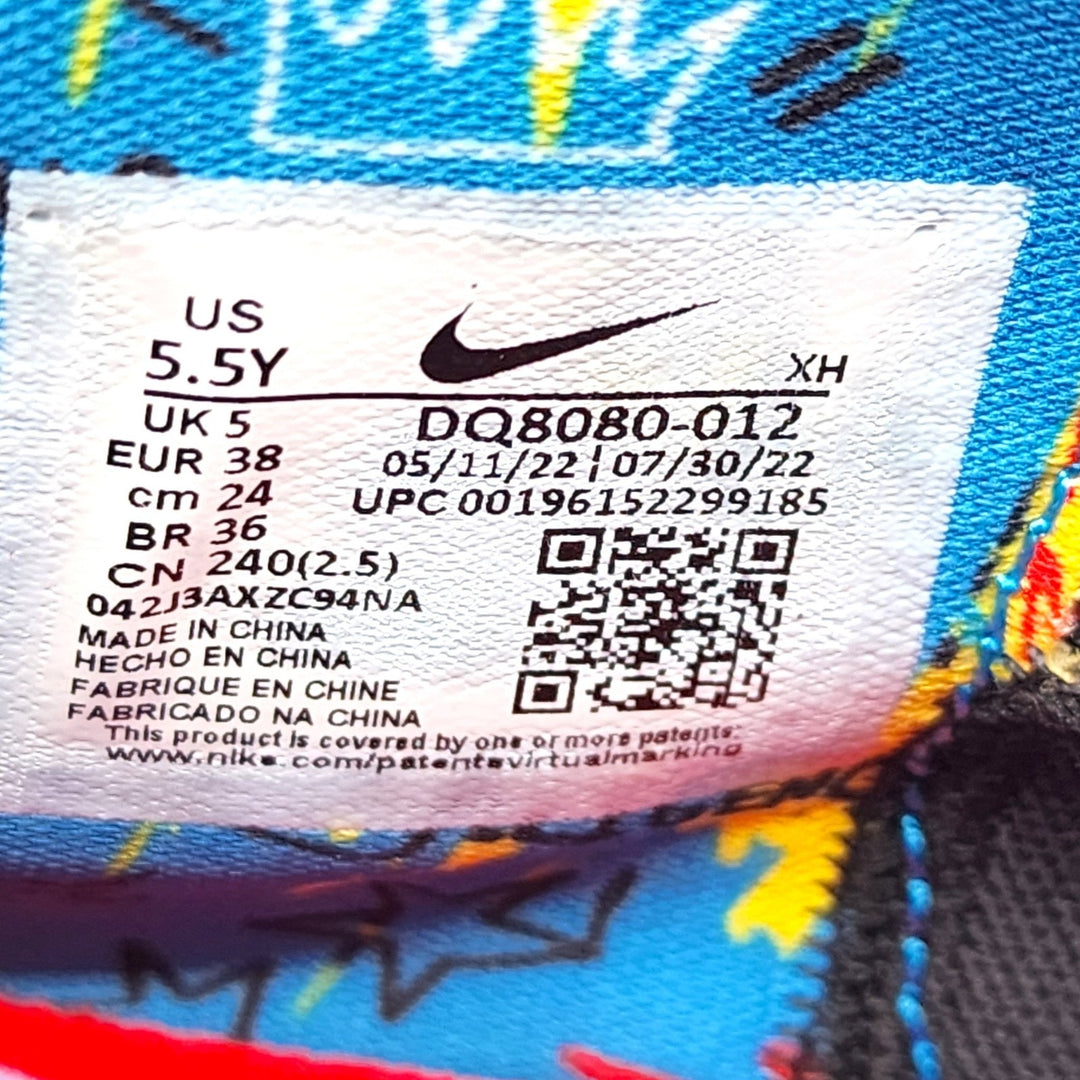 US
5.5Y
XH
UK 5
DQ8080-012
EUR 38
05/11/22 ¦ 07/30/22
cm 24
UPC 00196152299185
BR 36
CN 240(2.5)
042J3AXZC94NA
MADE IN CHINA
HECHO EN CHINA
FABRIQUE EN CHINE
FABRICADO NA CHINA
This product is covered by one or more patents:
www.nike.com/patentsvirtualmarking